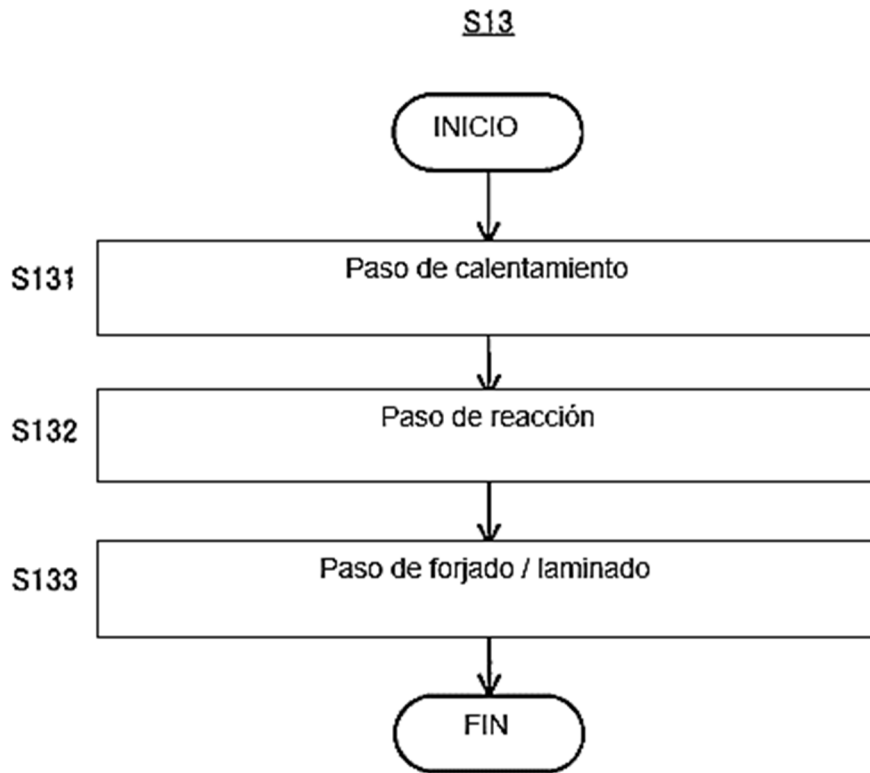 S13
INICIO
S131
Paso de calentamiento
S132
Paso de reacción
S133
Paso de forjado / laminado
FIN